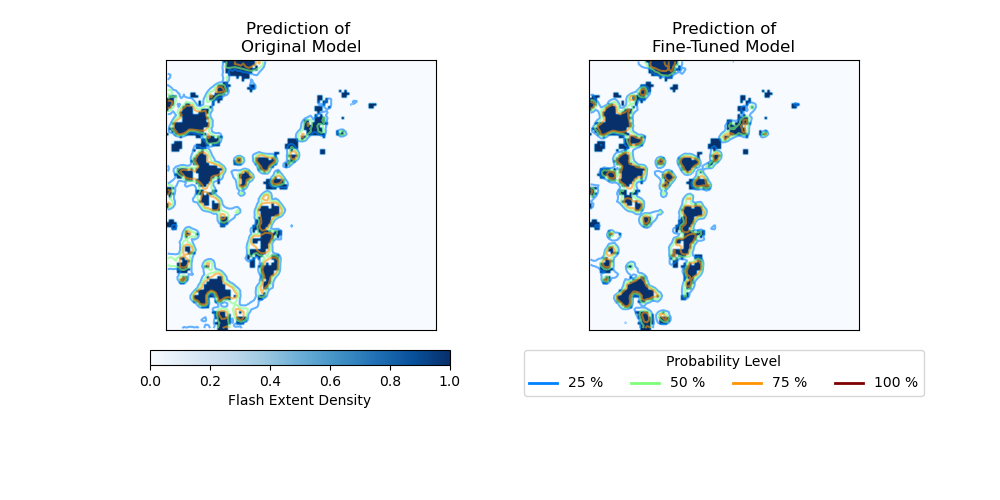 Prediction of
Original Model
Prediction of
Fine-Tuned Model
0.0 0.2 0.4 0.6 0.8 1.0
Flash Extent Density
Probability Level
25 % 50 % 75 % 100 %